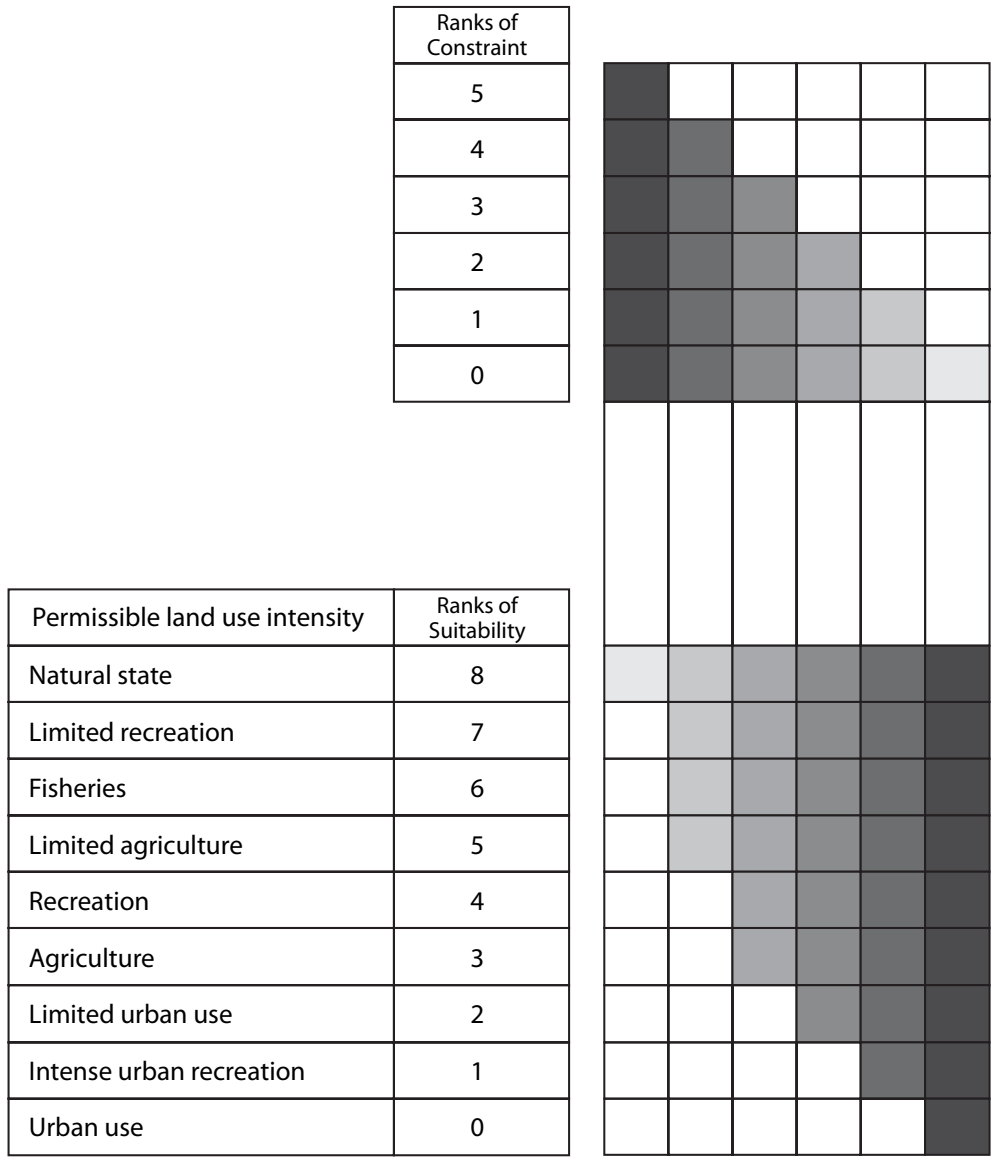 Ranks of
Constraint
5
4
3
2
1
0
Permissible land use intensity
Ranks of
Suitability
Natural state 8
Limited recreation 7
Fisheries 6
Limited agriculture 5
Recreation 4
Agriculture 3
Limited urban use 2
Intense urban recreation 1
Urban use 0